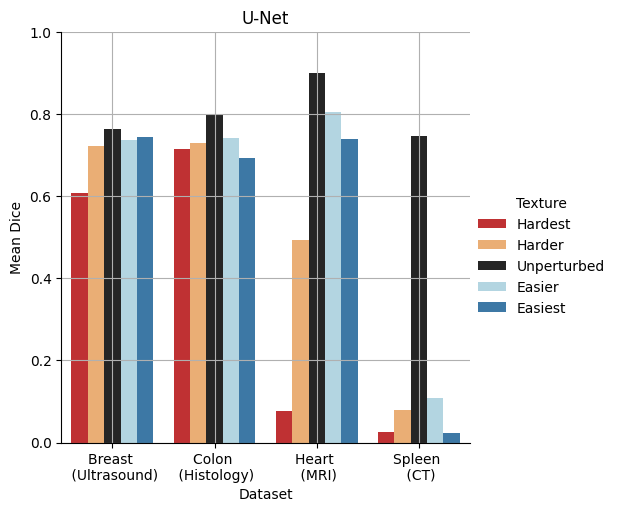 U-Net
1.0
0.8
0.6
0.4
0.2
0.0
Mean Dice
Breast
(Ultrasound)
Colon
(Histology)
Heart
(MRI)
Spleen
(CT)
Dataset
Texture
Hardest
Harder
Unperturbed
Easier
Easiest